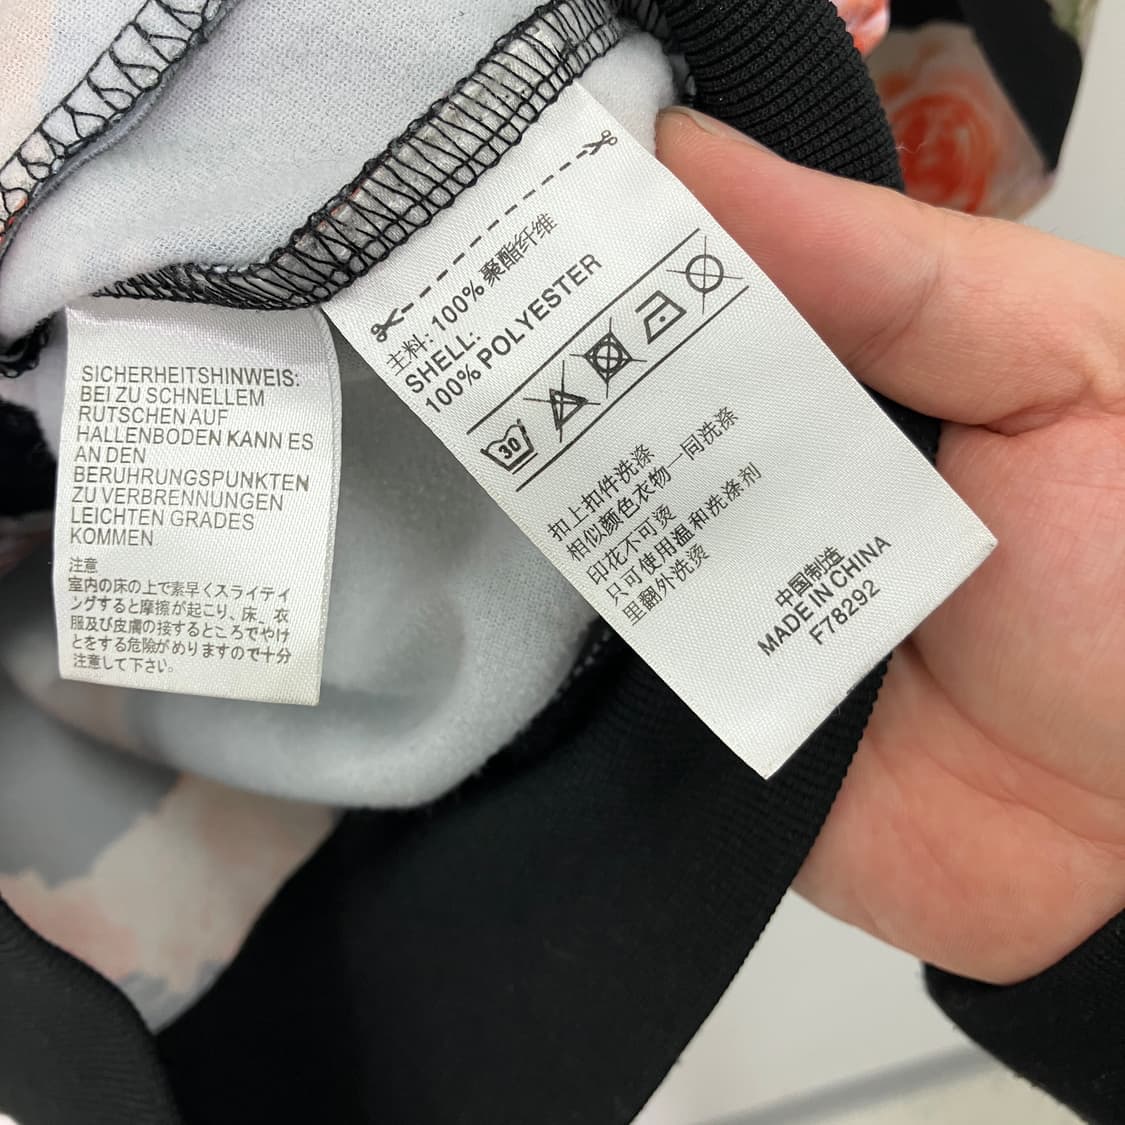 SICHERHEITSHINWEIS:
BEI ZU SCHNELLEM
RUTSCHEN AUF
HALLENBODEN KANN ES
AN DEN
BERUHRUNGSPUNKTEN
ZU VERBRENNUNGEN
LEICHTEN GRADES
KOMMEN
注意
室内の床の上で素早くスライティ
ングすると摩擦が起こり、床、衣
服及び皮膚の接するところでやけ
とをする危険がめりますので十分
注意して下さい。
主料: 100% 聚酯纤维
SHELL:
100% POLYESTER
30
扣上扣件洗涤
相似颜色衣物一同洗涤
印花不可烫
只可使用温和洗涤剂
里翻外洗烫
中国制造
MADE IN CHINA
F78292